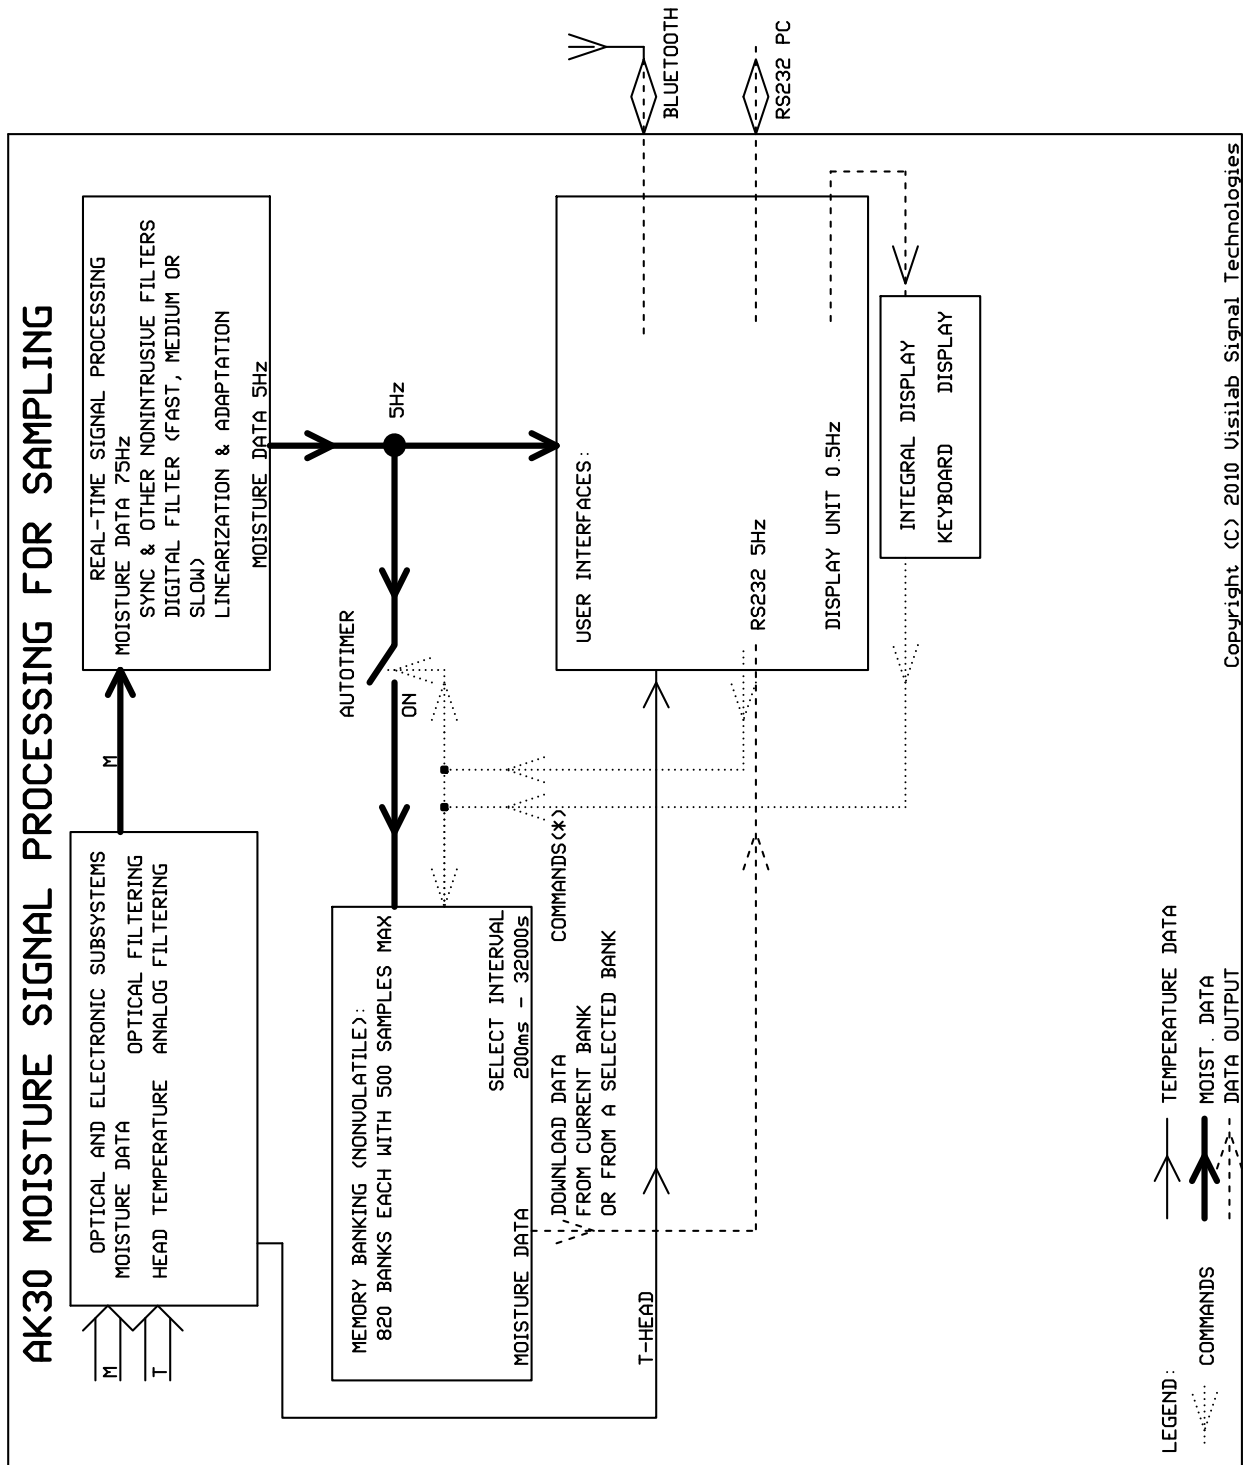 AK30 MOISTURE SIGNAL PROCESSING FOR SAMPLING
M
T
OPTICAL AND ELECTRONIC SUBSYSTEMS
MOISTURE DATA
OPTICAL FILTERING
HEAD TEMPERATURE
ANALOG FILTERING
M
REAL-TIME SIGNAL PROCESSING
MOISTURE DATA 75Hz
SYNC & OTHER NONINTRUSIVE FILTERS
DIGITAL FILTER (FAST, MEDIUM OR
SLOW)
LINEARIZATION & ADAPTATION
MOISTURE DATA 5Hz
AUTOTIMER
ON
5Hz
MEMORY BANKING (NONVOLATILE):
820 BANKS EACH WITH 500 SAMPLES MAX
SELECT INTERVAL
200ms - 32000s
MOISTURE DATA
DOWNLOAD DATA
FROM CURRENT BANK
OR FROM A SELECTED BANK
COMMANDS(*)
T-HEAD
USER INTERFACES:
RS232 5Hz
DISPLAY UNIT 0.5Hz
BLUETOOTH
RS232 PC
INTEGRAL DISPLAY
KEYBOARD DISPLAY
LEGEND:
COMMANDS
TEMPERATURE DATA
MOIST. DATA
DATA OUTPUT
Copyright (C) 2010 Visilab Signal Technologies